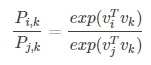 P_{i,k} / P_{j,k} = exp(v_i^T v_k) / exp(v_j^T v_k)